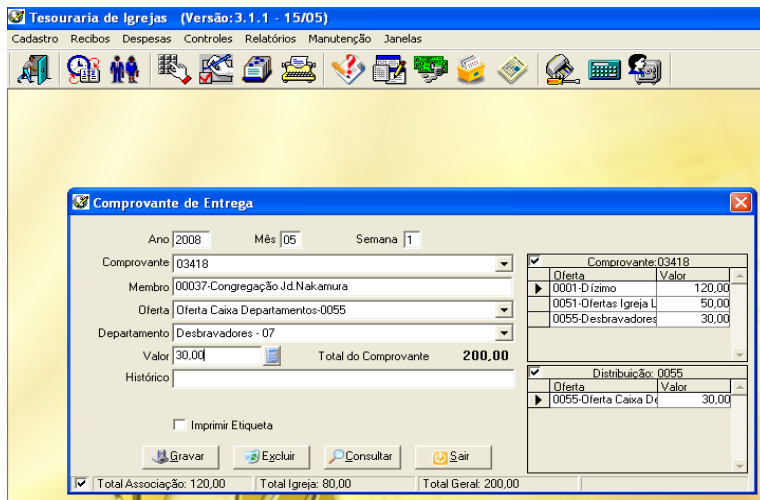 Tesouraria de Igrejas (Versão:3.1.1 - 15/05)
Cadastro Recibos Despesas Controles Relatórios Manutenção Janelas
Comprovante de Entrega
Ano 2008 Mês 05 Semana 1
Comprovante 03418
Membro 00037-Congregação Jd.Nakamura
Oferta Oferta Caixa Departamentos-0055
Departamento Desbravadores - 07
Valor 30,00 Total do Comprovante 200,00
Histórico
Imprimir Etiqueta
Gravar Excluir Consultar Sair
Comprovante:03418
Oferta Valor
0001-Dízimo 120,00
0051-Ofertas Igreja L 50,00
0055-Desbravadores 30,00
Distribuição: 0055
Oferta Valor
0055-Oferta Caixa De 30,00
Total Associação: 120,00 Total Igreja: 80,00 Total Geral: 200,00